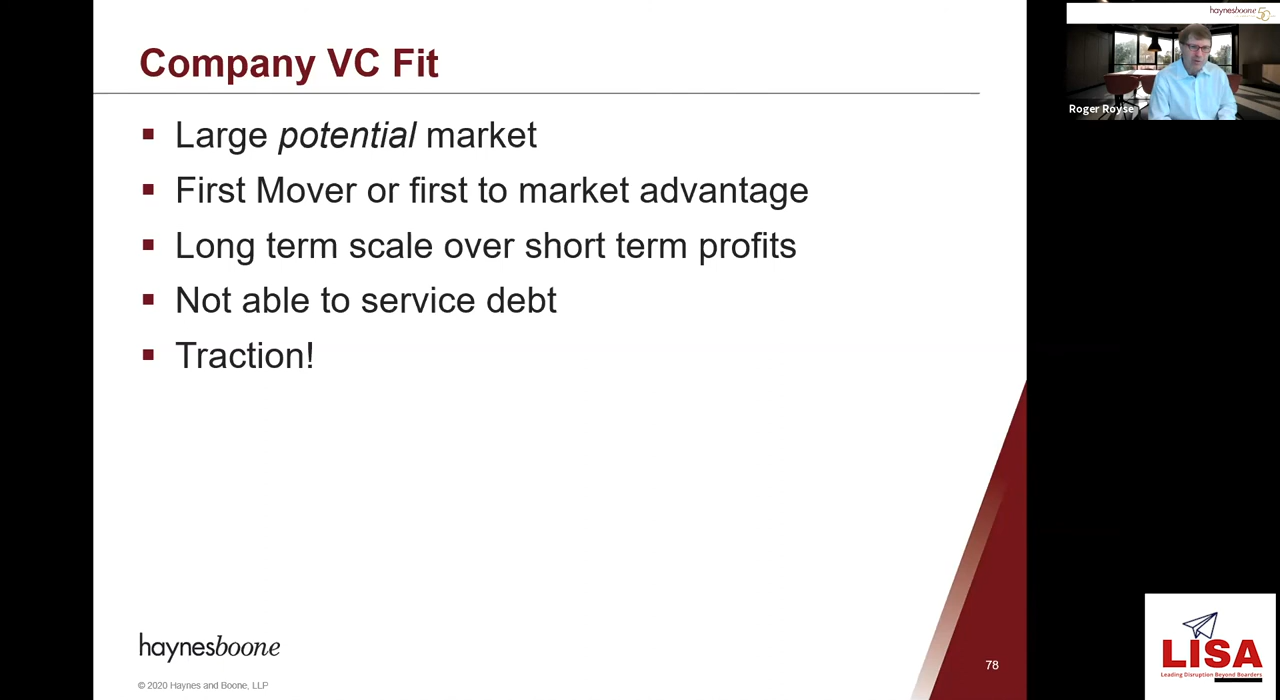 Company VC Fit
Large potential market
First Mover or first to market advantage
Long term scale over short term profits
Not able to service debt
Traction!
haynesboone
© 2020 Haynes and Boone, LLP
78
haynesboone 50
Roger Royse
LISA
Leading Disruption Beyond Boarders